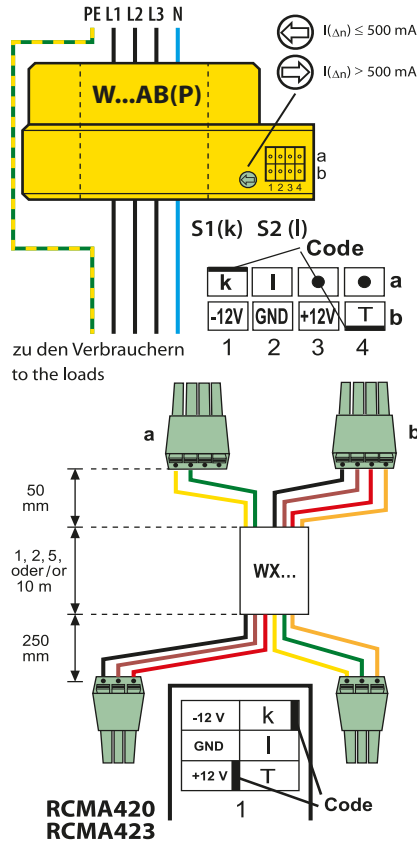 PE L1 L2 L3 N
I(Δn) ≤ 500 mA
I(Δn) > 500 mA
W...AB(P)
a
b
1 2 3 4
S1(k) S2 (l)
Code
k l a
-12V GND +12V T b
1 2 3 4
zu den Verbrauchern
to the loads
a b
50
mm
1, 2, 5,
oder/or
10 m
WX...
250
mm
-12 V k
GND l
+12 V T
1
Code
RCMA420
RCMA423